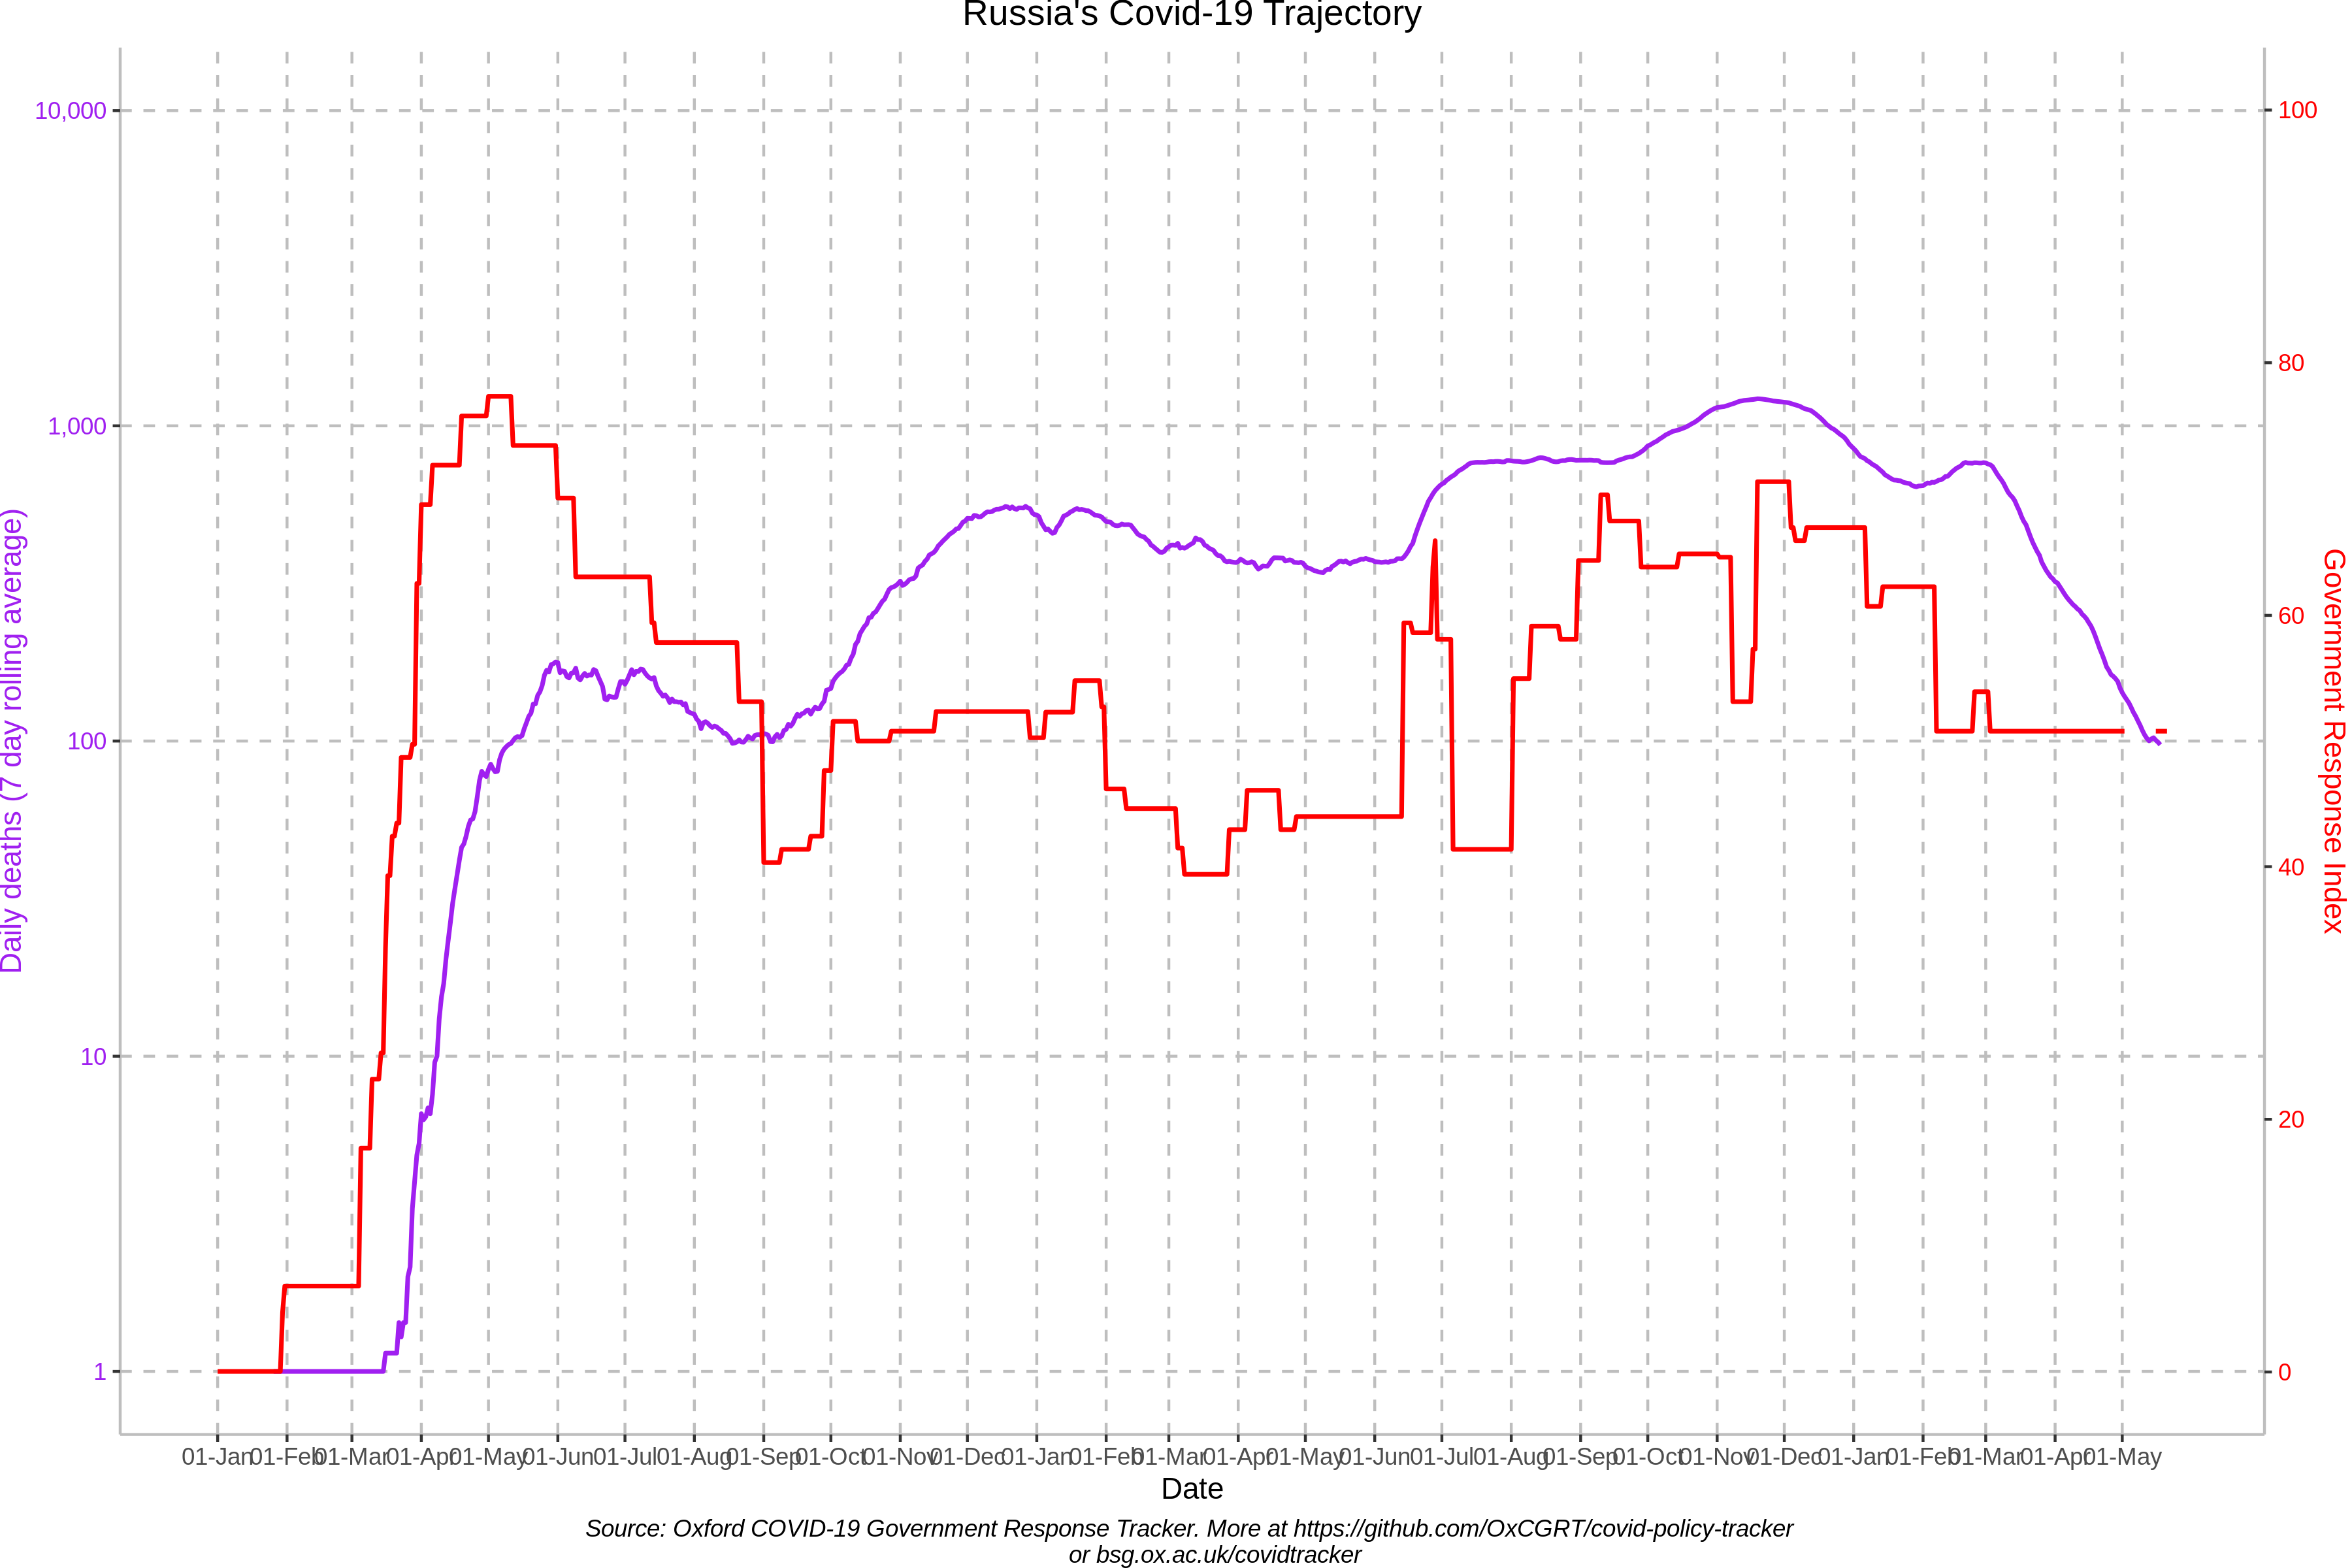 Russia's Covid-19 Trajectory
10,000
1,000
100
10
1
Daily deaths (7 day rolling average)
100
80
60
40
20
0
Government Response Index
01-Jan 01-Feb 01-Mar 01-Apr 01-May 01-Jun 01-Jul 01-Aug 01-Sep 01-Oct 01-Nov 01-Dec 01-Jan 01-Feb 01-Mar 01-Apr 01-May 01-Jun 01-Jul 01-Aug 01-Sep 01-Oct 01-Nov 01-Dec 01-Jan 01-Feb 01-Mar 01-Apr 01-May
Date
Source: Oxford COVID-19 Government Response Tracker. More at https://github.com/OxCGRT/covid-policy-tracker
or bsg.ox.ac.uk/covidtracker